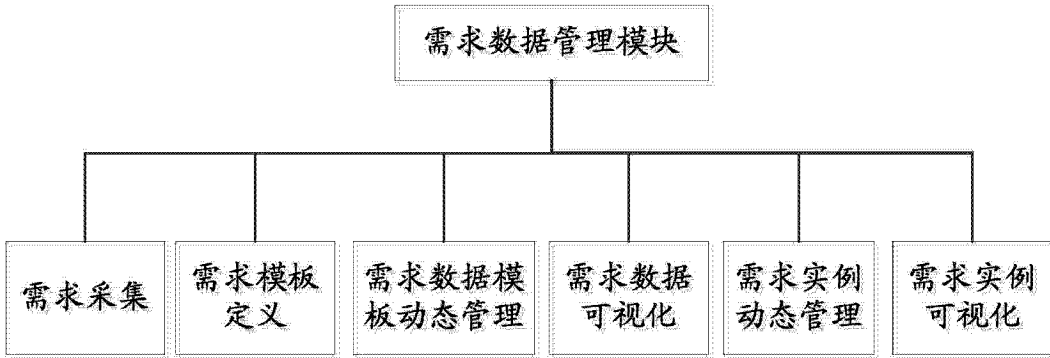 需求数据管理模块
需求采集
需求模板
定义
需求数据模
板动态管理
需求数据
可视化
需求实例
动态管理
需求实例
可视化